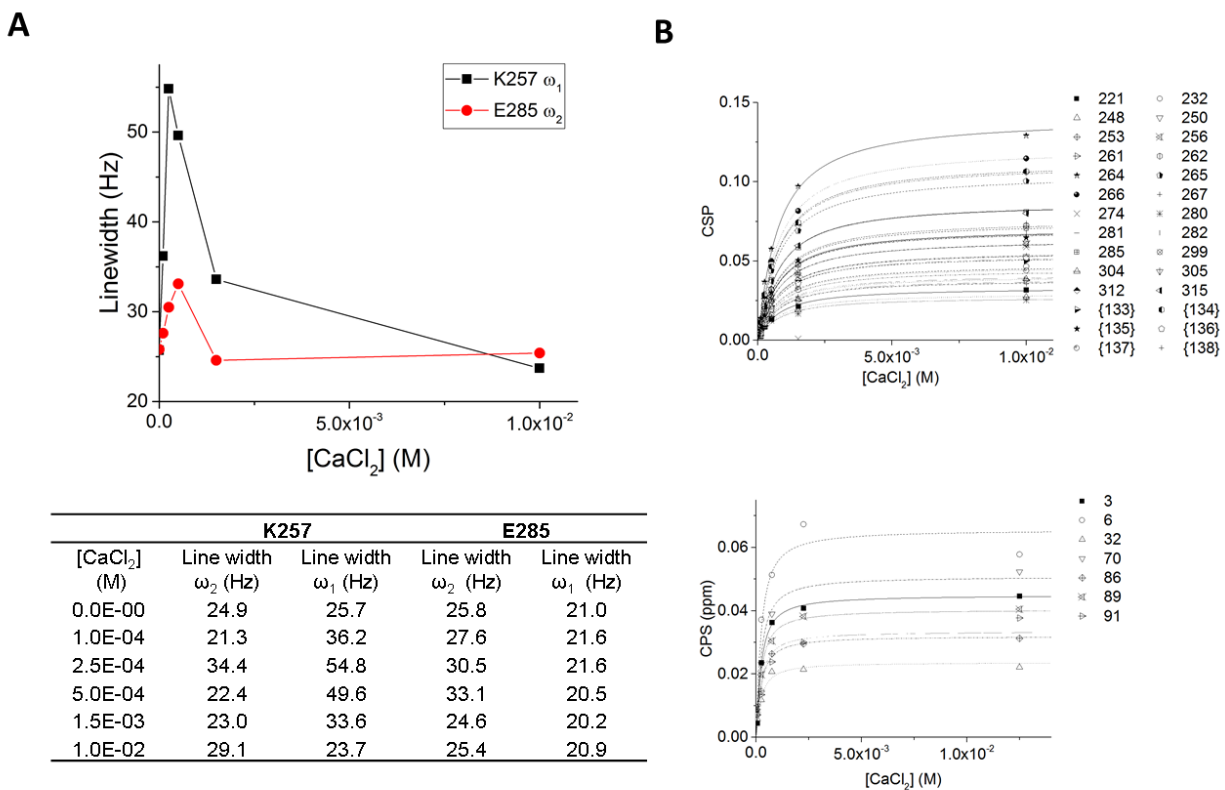 A
K257 ω1
E285 ω2
Linewidth (Hz)
50
40
30
20
0.0
5.0x10-3
1.0x10-2
[CaCl2] (M)
K257 E285
[CaCl2] (M) Line width ω2 (Hz) Line width ω1 (Hz) Line width ω2 (Hz) Line width ω1 (Hz)
0.0E-00 24.9 25.7 25.8 21.0
1.0E-04 21.3 36.2 27.6 21.6
2.5E-04 34.4 54.8 30.5 21.6
5.0E-04 22.4 49.6 33.1 20.5
1.5E-03 23.0 33.6 24.6 20.2
1.0E-02 29.1 23.7 25.4 20.9
B
CSP
0.15
0.10
0.05
0.00
0.0
5.0x10-3
1.0x10-2
[CaCl2] (M)
221 232
248 250
253 256
261 262
264 265
266 267
274 280
281 282
285 299
304 305
312 315
{133} {134}
{135} {136}
{137} {138}
CPS (ppm)
0.06
0.04
0.02
0.00
0.0
5.0x10-3
1.0x10-2
[CaCl2] (M)
3
6
32
70
86
89
91